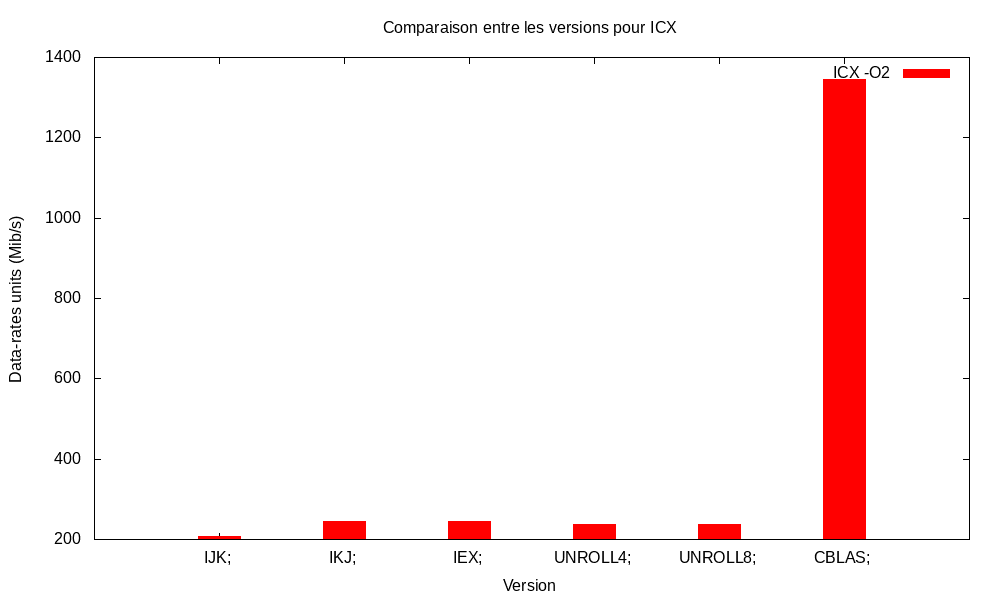 Comparaison entre les versions pour ICX
1400
ICX -O2
1200
1000
800
600
400
200
Data-rates units (Mib/s)
IJK; IKJ; IEX; UNROLL4; UNROLL8; CBLAS;
Version